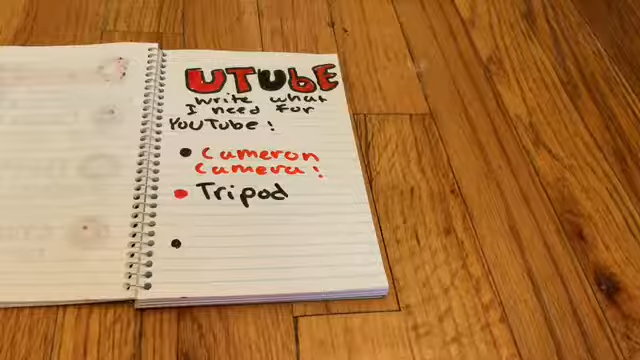 UTUbE
write what
I need for
YouTube!
Cameron
Camera!
Tripod